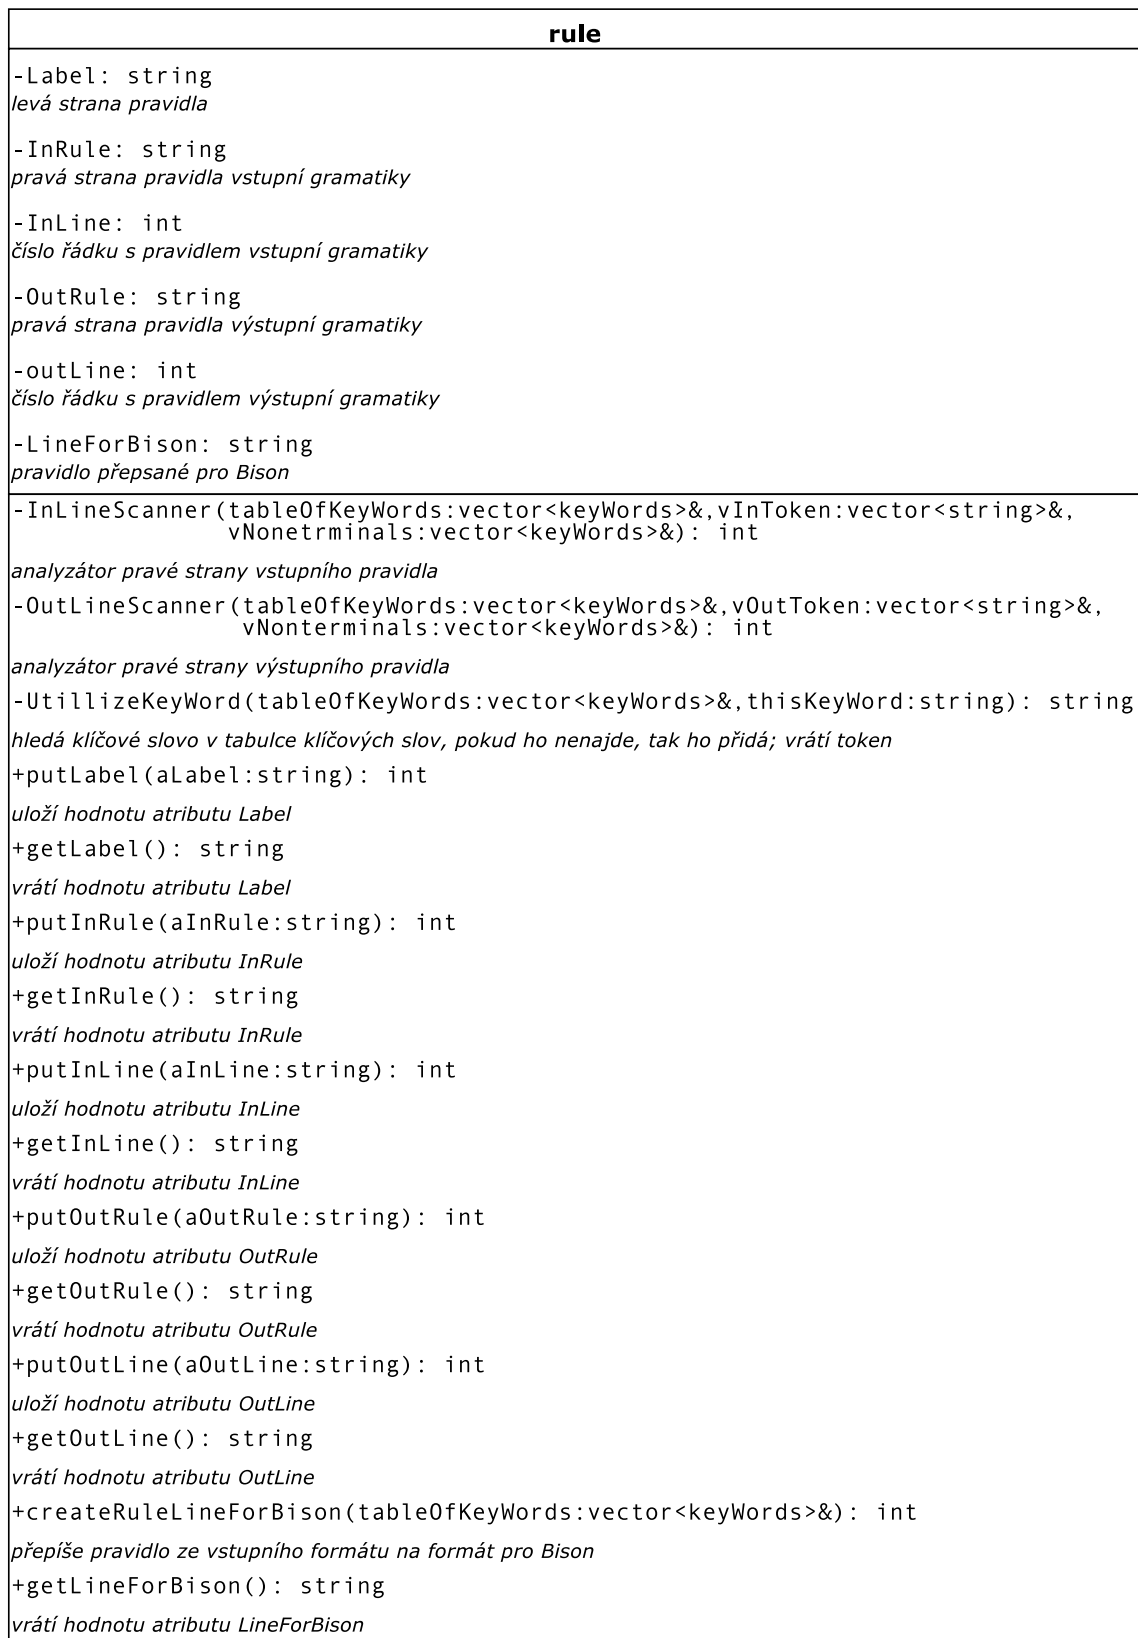 rule
-Label: string
levá strana pravidla
-InRule: string
pravá strana pravidla vstupní gramatiky
-InLine: int
číslo řádku s pravidlem vstupní gramatiky
-OutRule: string
pravá strana pravidla výstupní gramatiky
-outLine: int
číslo řádku s pravidlem výstupní gramatiky
-LineForBison: string
pravidlo přepsané pro Bison
-InLineScanner(tableOfKeyWords:vector<keyWords>&,vInToken:vector<string>&,
vNonetrminals:vector<keyWords>&): int
analyzátor pravé strany vstupního pravidla
-OutLineScanner(tableOfKeyWords:vector<keyWords>&,vOutToken:vector<string>&,
vNonterminals:vector<keyWords>&): int
analyzátor pravé strany výstupního pravidla
-UtillizeKeyWord(tableOfKeyWords:vector<keyWords>&,thisKeyWord:string): string
hledá klíčové slovo v tabulce klíčových slov, pokud ho nenajde, tak ho přidá; vrátí token
+putLabel(aLabel:string): int
uloží hodnotu atributu Label
+getLabel(): string
vrátí hodnotu atributu Label
+putInRule(aInRule:string): int
uloží hodnotu atributu InRule
+getInRule(): string
vrátí hodnotu atributu InRule
+putInLine(aInLine:string): int
uloží hodnotu atributu InLine
+getInLine(): string
vrátí hodnotu atributu InLine
+putOutRule(aOutRule:string): int
uloží hodnotu atributu OutRule
+getOutRule(): string
vrátí hodnotu atributu OutRule
+putOutLine(aOutLine:string): int
uloží hodnotu atributu OutLine
+getOutLine(): string
vrátí hodnotu atributu OutLine
+createRuleLineForBison(tableOfKeyWords:vector<keyWords>&): int
přepíše pravidlo ze vstupního formátu na formát pro Bison
+getLineForBison(): string
vrátí hodnotu atributu LineForBison